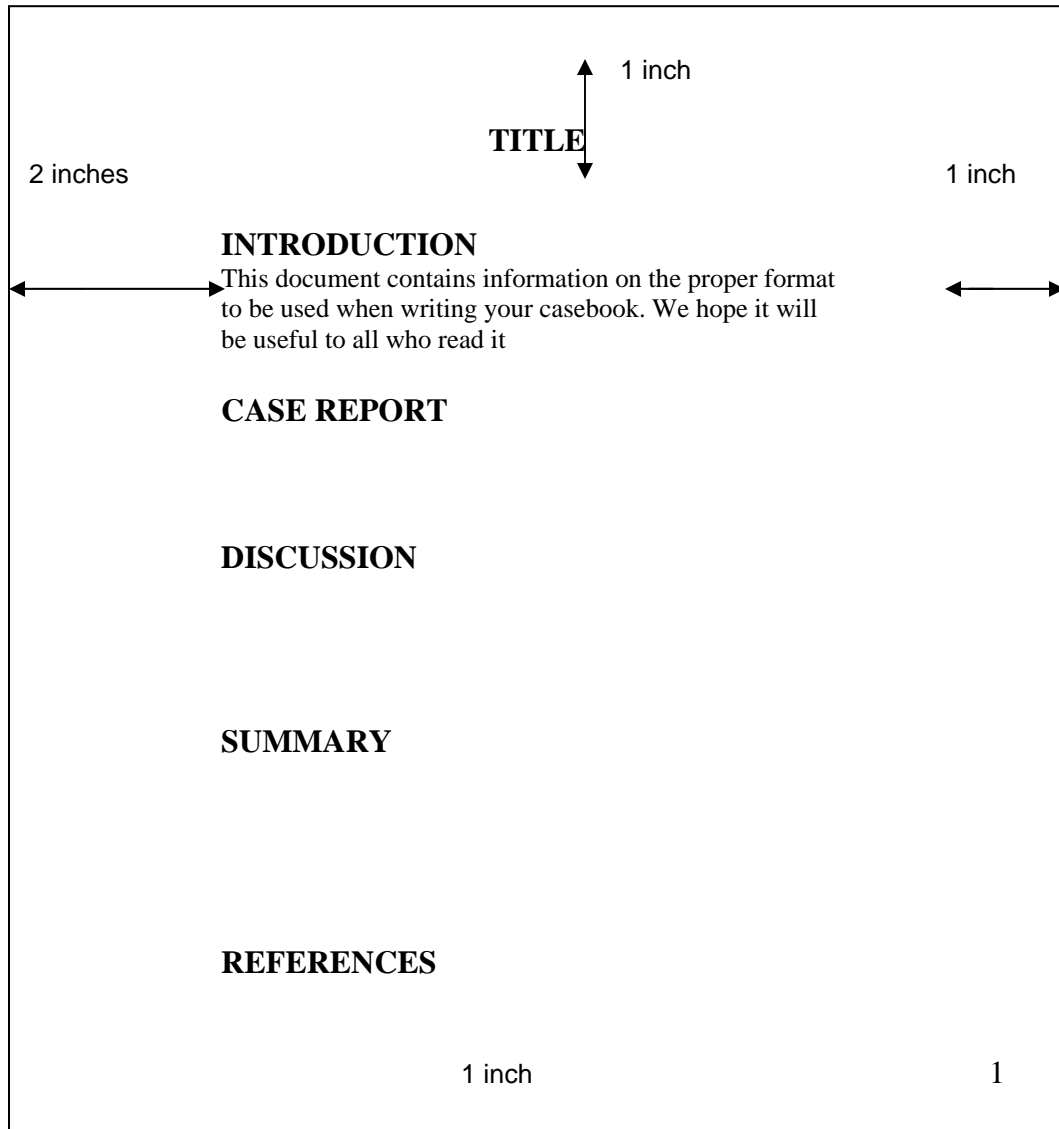 1 inch
TITLE
2 inches
1 inch
INTRODUCTION
This document contains information on the proper format
to be used when writing your casebook. We hope it will
be useful to all who read it
CASE REPORT
DISCUSSION
SUMMARY
REFERENCES
1 inch
1